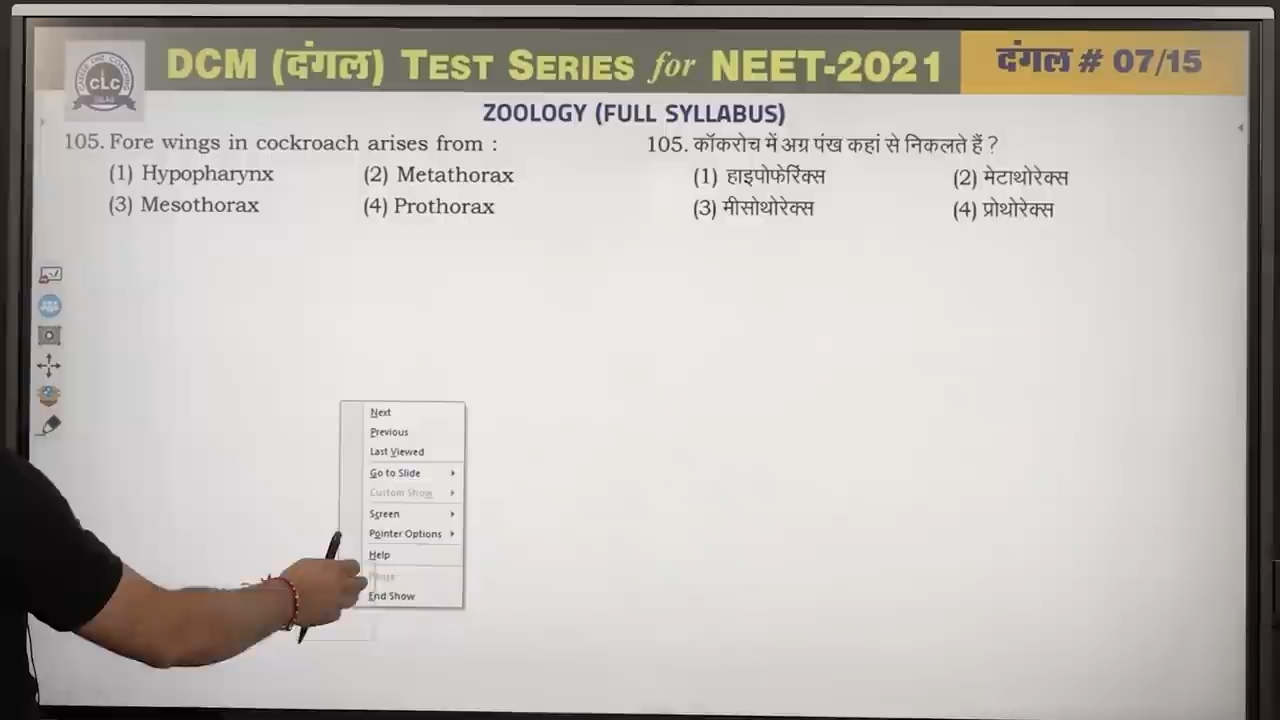 DCM (दंगल) TEST SERIES for NEET-2021
दंगल # 07/15
CLC
ZOOLOGY (FULL SYLLABUS)
105. Fore wings in cockroach arises from :
(1) Hypopharynx (2) Metathorax
(3) Mesothorax (4) Prothorax
105. कॉकरोच में अग्र पंख कहां से निकलते हैं ?
(1) हाइपोफेरिंक्स (2) मेटाथोरेक्स
(3) मीसोथोरेक्स (4) प्रोथोरेक्स
Next
Previous
Last Viewed
Go to Slide
Custom Show
Screen
Pointer Options
Help
End Show